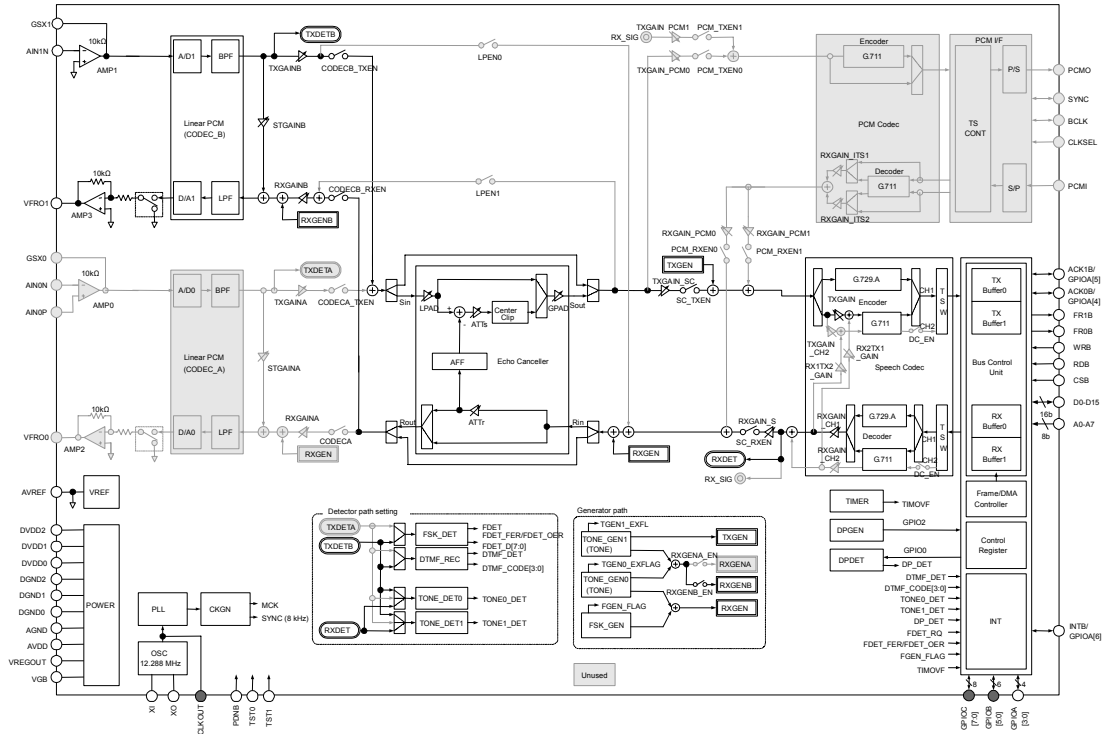 GSX1
AIN1N
10kΩ
AMP1
A/D1
BPF
Linear PCM
(CODEC_B)
TXDETB
TXGAINB
CODECB_TXEN
STGAINB
LPEN0
TXGAIN_PCM1
RX_SIG
PCM_TXEN1
TXGAIN_PCM0
PCM_TXEN0
Encoder
G.711
PCM Codec
RXGAIN_ITS1
Decoder
G.711
RXGAIN_ITS2
PCM I/F
P/S
TS
CONT
S/P
PCMO
SYNC
BCLK
CLKSEL
PCMI
10kΩ
VFRO1
AMP3
D/A1
LPF
RXGAINB
CODECB_RXEN
RXGENB
LPEN1
GSX0
AIN0N
AIN0P
10kΩ
AMP0
A/D0
BPF
Linear PCM
(CODEC_A)
TXDETA
TXGAINA
CODECA_TXEN
STGAINA
Sin
LPAD
+
-
ATTs
Center
Clip
GPAD
Sout
AFF
Echo Canceller
Rout
ATTr
Rin
RXGEN
RXGAIN_PCM0
PCM_RXEN0
RXGAIN_PCM1
PCM_RXEN1
TXGEN
TXGAIN_SC
SC_TXEN
G.729.A
TXGAIN
Encoder
G.711
CH1
CH2
DC_EN
T
S
W
TXGAIN
_CH2
RX2TX1
_GAIN
RX1TX2
_GAIN
Speech Codec
TX
Buffer0
TX
Buffer1
Bus Control
Unit
RX
Buffer0
RX
Buffer1
Frame/DMA
Controller
Control
Register
INT
ACK1B/
GPIOA[5]
ACK0B/
GPIOA[4]
FR1B
FR0B
WRB
RDB
CSB
D0-D15
16b
A0-A7
8b
10kΩ
VFRO0
AMP2
D/A0
LPF
RXGAINA
CODECA
RXGEN
RXGAIN_S
SC_RXEN
RXDET
RX_SIG
RXGAIN
_CH1
RXGAIN
_CH2
G.729.A
Decoder
G.711
CH1
CH2
DC_EN
T
S
W
AVREF
VREF
DVDD2
DVDD1
DVDD0
DGND2
DGND1
DGND0
AGND
AVDD
VREGOUT
VGB
POWER
PLL
CKGN
MCK
SYNC (8 kHz)
OSC
12.288 MHz
XI
XO
CLKOUT
PDNB
TST0
TST1
Detector path setting
TXDETA
TXDETB
RXDET
FSK_DET
FDET
FDET_FER/FDET_OER
FDET_D[7:0]
DTMF_REC
DTMF_DET
DTMF_CODE[3:0]
TONE_DET0
TONE0_DET
TONE_DET1
TONE1_DET
Generator path
TGEN1_EXFL
TONE_GEN1
(TONE)
TGEN0_EXFLAG
TONE_GEN0
(TONE)
FGEN_FLAG
FSK_GEN
TXGEN
RXGENA_EN
RXGENA
RXGENB
RXGENB_EN
RXGEN
Unused
TIMER
TIMOVF
DPGEN
GPIO2
DPDET
GPIO0
DP_DET
DTMF_DET
DTMF_CODE[3:0]
TONE0_DET
TONE1_DET
DP_DET
FDET_RQ
FDET_FER/FDET_OER
FGEN_FLAG
TIMOVF
INTB/
GPIOA[6]
8
6
4
GPIOC
[7:0]
GPIOB
[5:0]
GPIOA
[3:0]